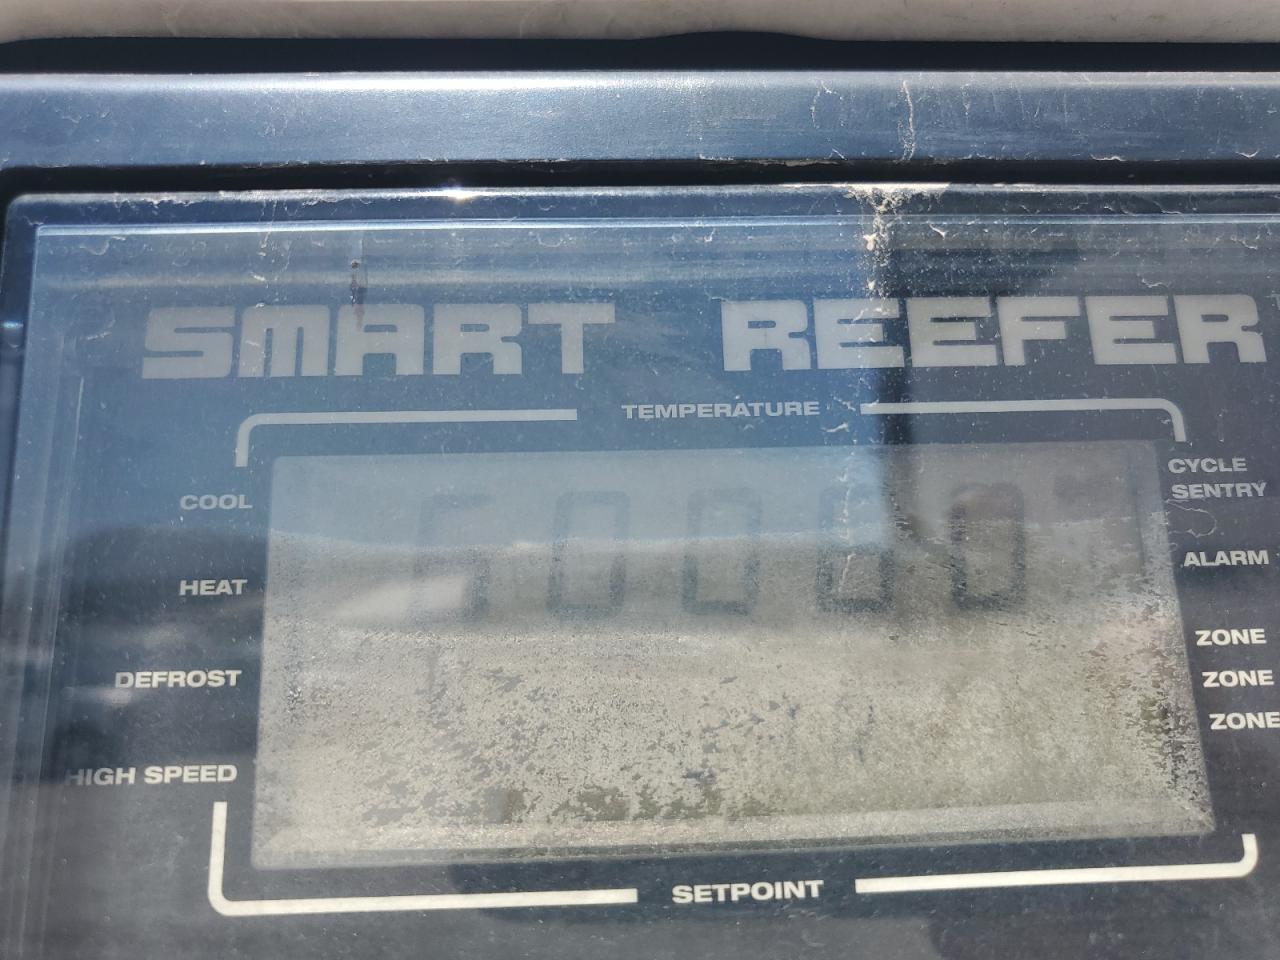 SMART REEFER
TEMPERATURE
COOL
CYCLE
SENTRY
HEAT
ALARM
ZONE
DEFROST
ZONE
ZONE
HIGH SPEED
SETPOINT